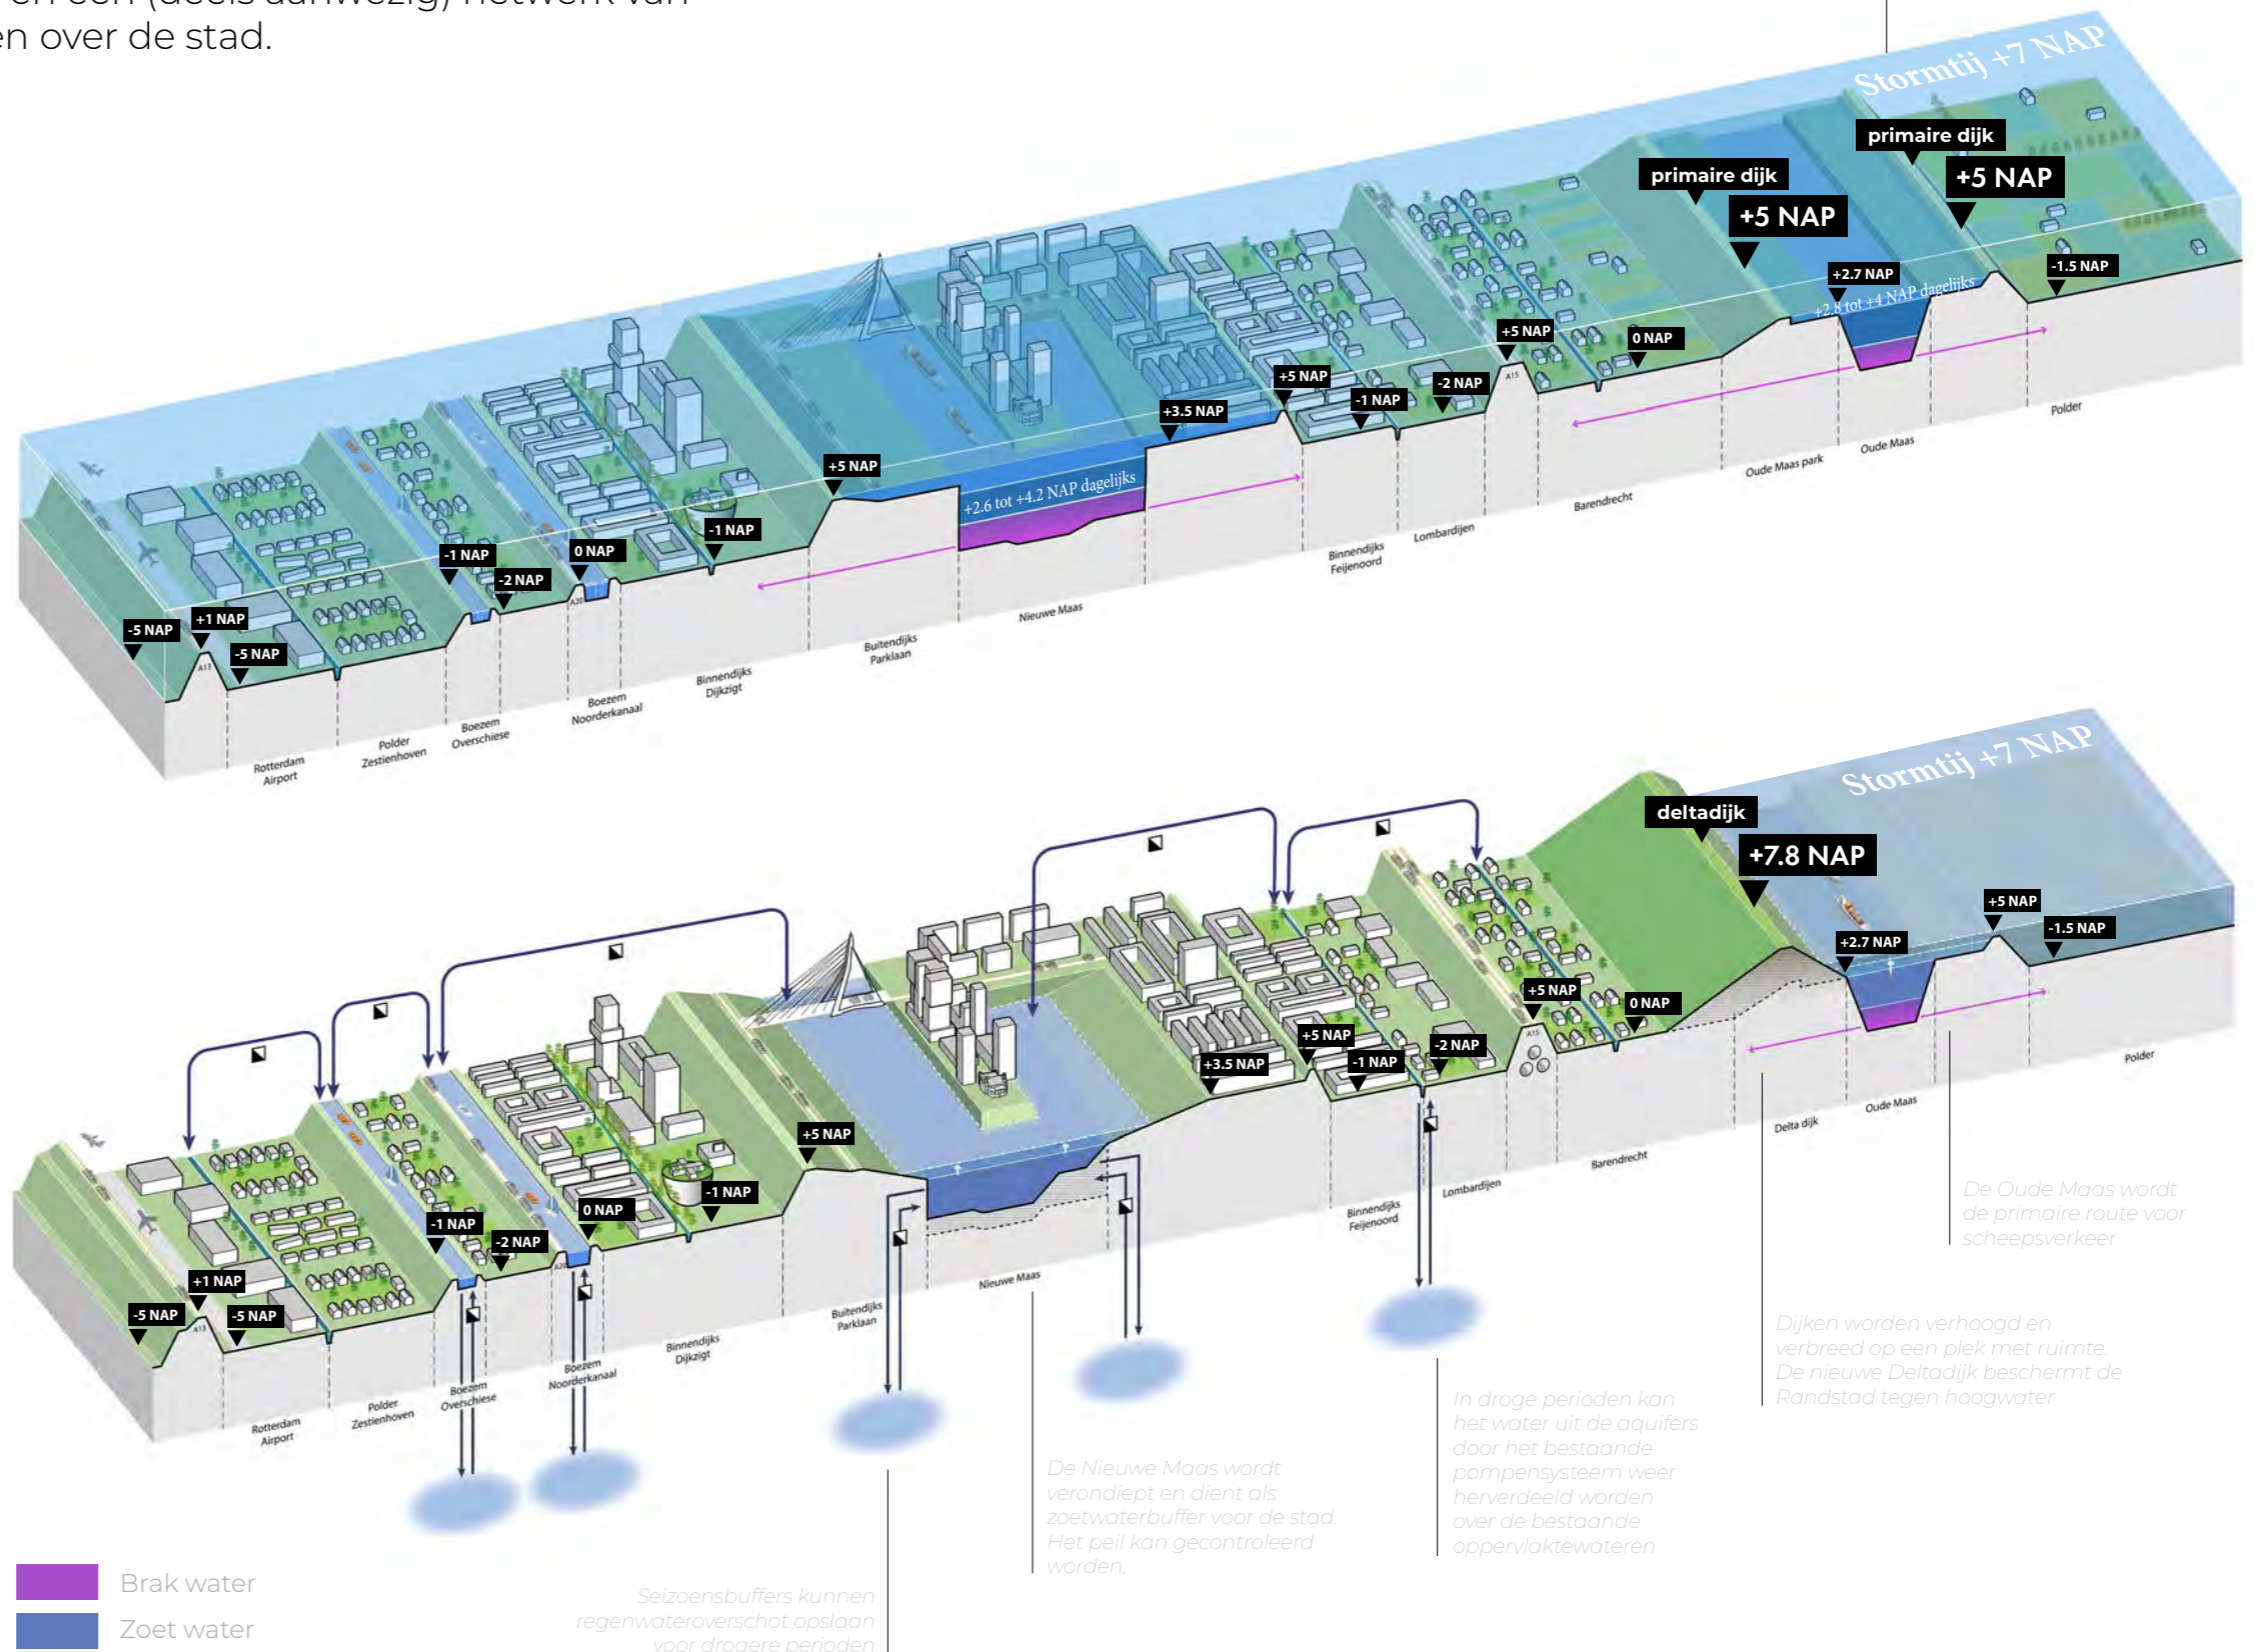 en een (deels aanwezig) netwerk van
en over de stad.
Stormtij +7 NAP
primaire dijk
+5 NAP
primaire dijk
+5 NAP
+2.7 NAP
-1.5 NAP
+2.8 tot +4 NAP dagelijks
+5 NAP
0 NAP
A15
+5 NAP
-1 NAP
-2 NAP
+3.5 NAP
+5 NAP
+2.6 tot +4.2 NAP dagelijks
-1 NAP
0 NAP
-1 NAP
-2 NAP
A20
-5 NAP
+1 NAP
-5 NAP
A13
Rotterdam
Airport
Polder
Zestienhoven
Boezem
Overschiese
Boezem
Noorderkanaal
Binnendijks
Dijkzigt
Buitendijks
Parklaan
Nieuwe Maas
Binnendijks
Feijenoord
Lombardijen
Barendrecht
Oude Maas park
Oude Maas
Polder
Stormtij +7 NAP
deltadijk
+7.8 NAP
+5 NAP
-1.5 NAP
+2.7 NAP
+5 NAP
0 NAP
A15
+5 NAP
-1 NAP
-2 NAP
+3.5 NAP
+5 NAP
-1 NAP
0 NAP
-1 NAP
-2 NAP
A20
+1 NAP
-5 NAP
-5 NAP
A13
Rotterdam
Airport
Polder
Zestienhoven
Boezem
Overschiese
Boezem
Noorderkanaal
Binnendijks
Dijkzigt
Buitendijks
Parklaan
Nieuwe Maas
Binnendijks
Feijenoord
Lombardijen
Barendrecht
Delta dijk
Oude Maas
Polder
De Oude Maas wordt
de primaire route voor
scheepsverkeer
Dijken worden verhoogd en
verbreed op een plek met ruimte.
De nieuwe Deltadijk beschermt de
Randstad tegen hoogwater
In droge perioden kan
het water uit de aquifers
door het bestaande
pompensysteem weer
herverdeeld worden
over de bestaande
oppervlaktewateren
De Nieuwe Maas wordt
verondiept en dient als
zoetwaterbuffer voor de stad.
Het peil kan gecontroleerd
worden.
Seizoensbuffers kunnen
regenwateroverschot opslaan
voor drogere perioden
Brak water
Zoet water